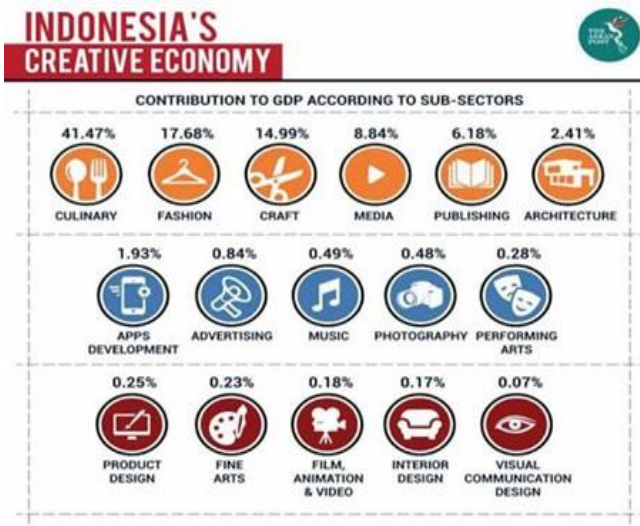 INDONESIA'S
CREATIVE ECONOMY
THE
ASEAN
POST
CONTRIBUTION TO GDP ACCORDING TO SUB-SECTORS
41.47% 17.68% 14.99% 8.84% 6.18% 2.41%
CULINARY FASHION CRAFT MEDIA PUBLISHING ARCHITECTURE
1.93% 0.84% 0.49% 0.48% 0.28%
APPS ADVERTISING MUSIC PHOTOGRAPHY PERFORMING
DEVELOPMENT ARTS
0.25% 0.23% 0.18% 0.17% 0.07%
PRODUCT FINE FILM, INTERIOR VISUAL
DESIGN ARTS ANIMATION DESIGN COMMUNICATION
& VIDEO DESIGN